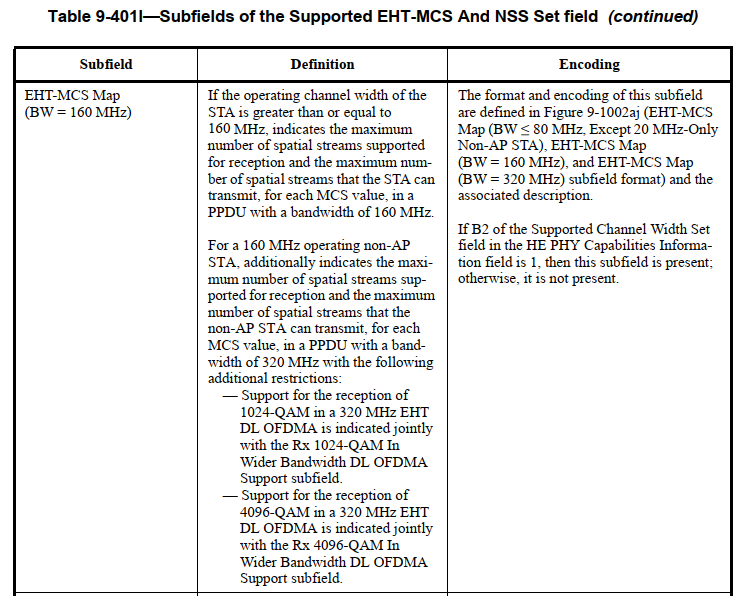 Table 9-401l—Subfields of the Supported EHT-MCS And NSS Set field (continued)
Subfield
Definition
Encoding
EHT-MCS Map
(BW = 160 MHz)
If the operating channel width of the
STA is greater than or equal to
160 MHz, indicates the maximum
number of spatial streams supported
for reception and the maximum num-
ber of spatial streams that the STA can
transmit, for each MCS value, in a
PPDU with a bandwidth of 160 MHz.
For a 160 MHz operating non-AP
STA, additionally indicates the maxi-
mum number of spatial streams sup-
ported for reception and the maximum
number of spatial streams that the
non-AP STA can transmit, for each
MCS value, in a PPDU with a band-
width of 320 MHz with the following
additional restrictions:
— Support for the reception of
1024-QAM in a 320 MHz EHT
DL OFDMA is indicated jointly
with the Rx 1024-QAM In
Wider Bandwidth DL OFDMA
Support subfield.
— Support for the reception of
4096-QAM in a 320 MHz EHT
DL OFDMA is indicated jointly
with the Rx 4096-QAM In
Wider Bandwidth DL OFDMA
Support subfield.
The format and encoding of this subfield
are defined in Figure 9-1002aj (EHT-MCS
Map (BW ≤ 80 MHz, Except 20 MHz-Only
Non-AP STA), EHT-MCS Map
(BW = 160 MHz), and EHT-MCS Map
(BW = 320 MHz) subfield format) and the
associated description.
If B2 of the Supported Channel Width Set
field in the HE PHY Capabilities Informa-
tion field is 1, then this subfield is present;
otherwise, it is not present.